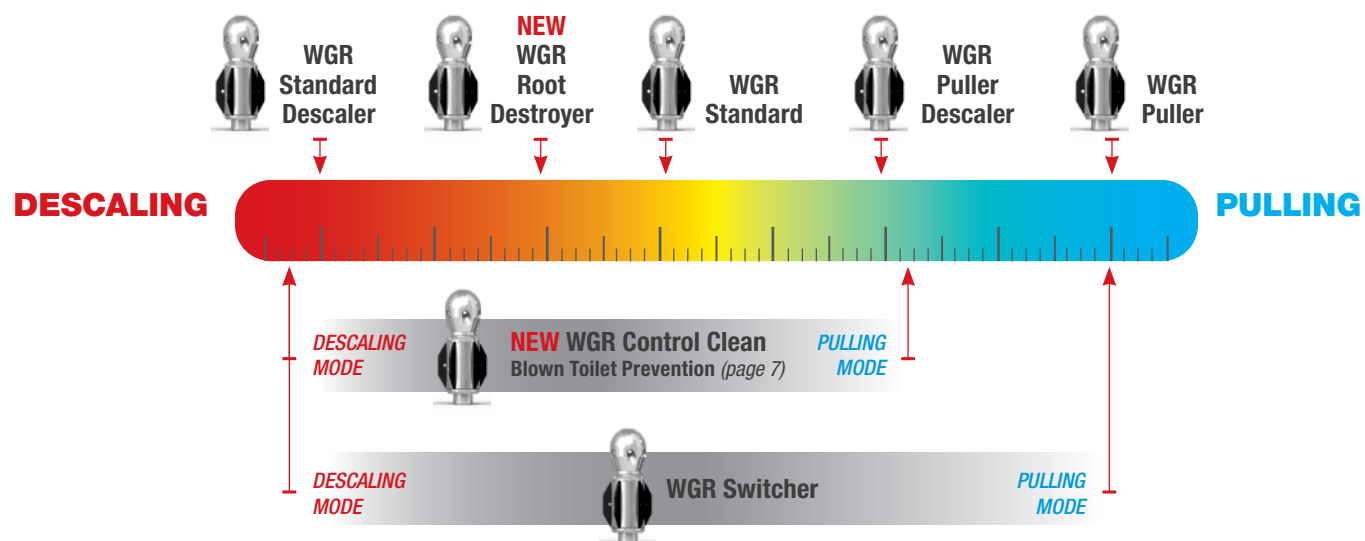 WGR
Standard
Descaler
NEW
WGR
Root
Destroyer
WGR
Standard
WGR
Puller
Descaler
WGR
Puller
DESCALING
PULLING
DESCALING
MODE
NEW WGR Control Clean
Blown Toilet Prevention (page 7)
PULLING
MODE
DESCALING
MODE
WGR Switcher
PULLING
MODE